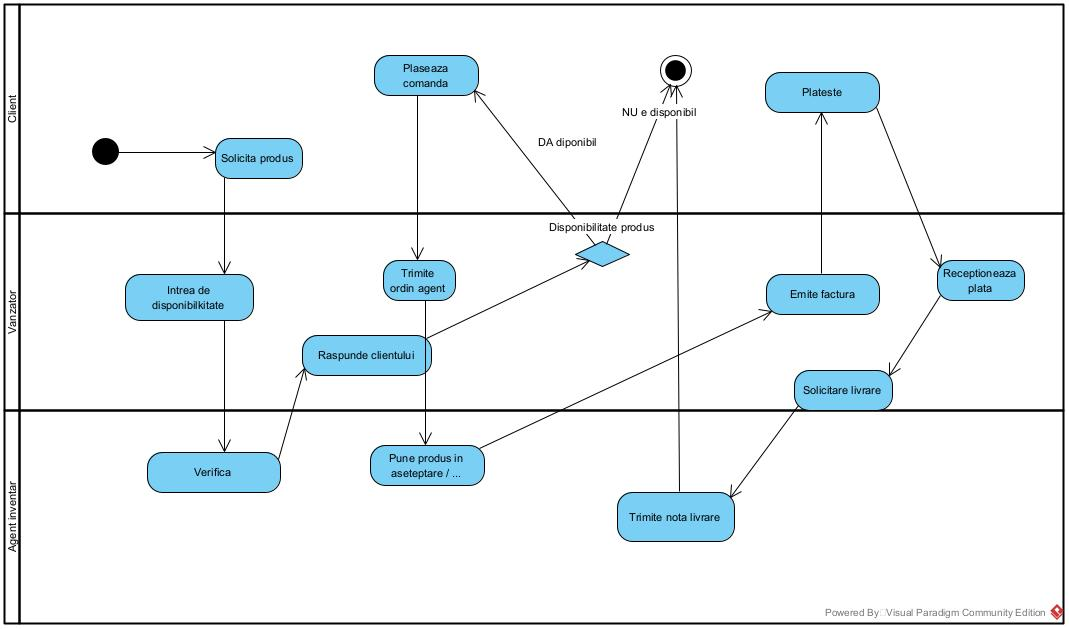 Client
Plaseaza
comanda
Plateste
NU e disponibil
DA diponibil
Solicita produs
Vanzator
Disponibilitate produs
Intrea de
disponibilkitate
Trimite
ordin agent
Emite factura
Receptioneaza
plata
Raspunde clientului
Solicitare livrare
Agent inventar
Verifica
Pune produs in
aseteptare / ...
Trimite nota livrare
Powered By Visual Paradigm Community Edition